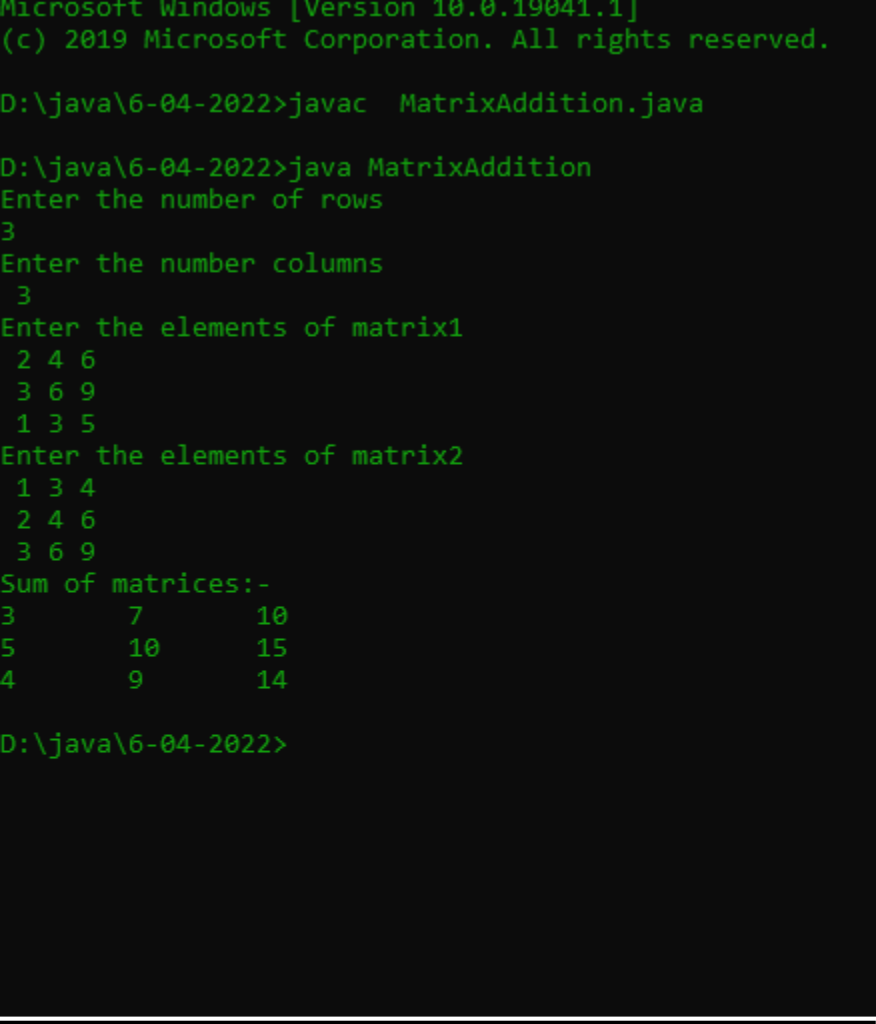 Microsoft Windows [Version 10.0.19041.1]
(c) 2019 Microsoft Corporation. All rights reserved.
D:\java\6-04-2022>javac  MatrixAddition.java
D:\java\6-04-2022>java MatrixAddition
Enter the number of rows
3
Enter the number columns
 3
Enter the elements of matrix1
 2 4 6
 3 6 9
 1 3 5
Enter the elements of matrix2
 1 3 4
 2 4 6
 3 6 9
Sum of matrices:-
3       7       10
5       10      15
4       9       14
D:\java\6-04-2022>